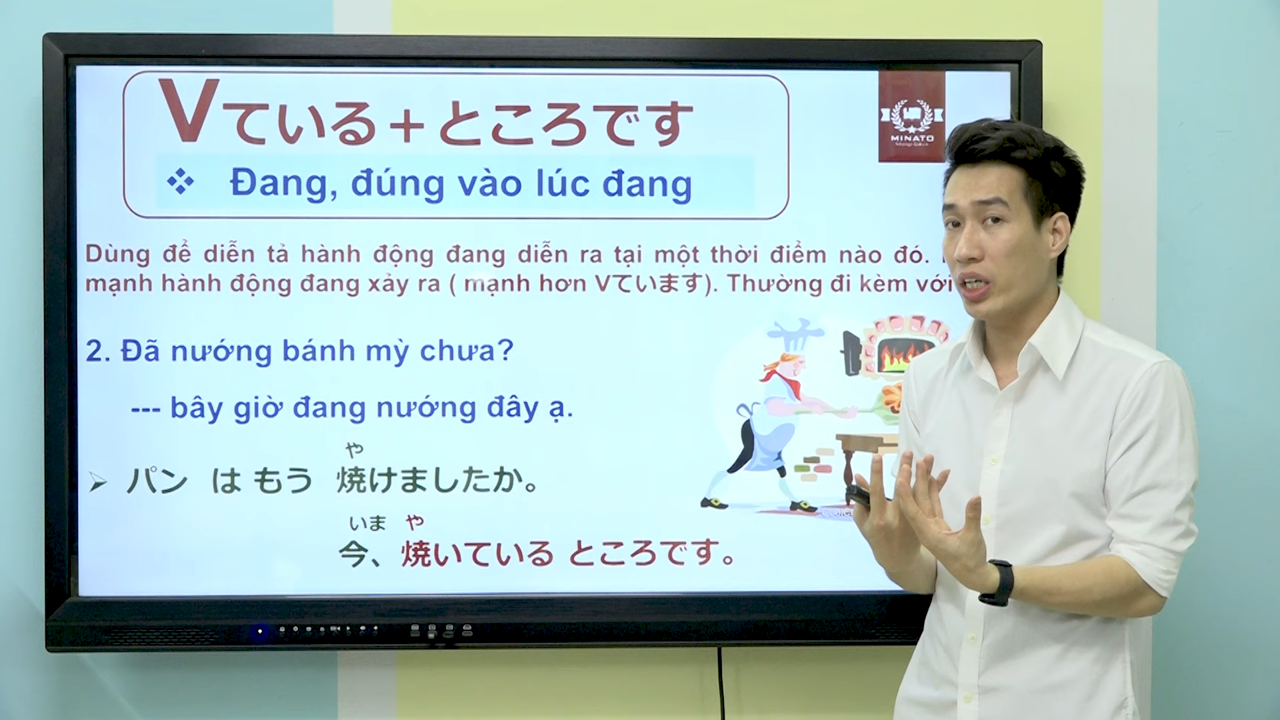 Vている+ところです
MINATO
❖ Đang, đúng vào lúc đang
Dùng để diễn tả hành động đang diễn ra tại một thời điểm nào đó.
mạnh hành động đang xảy ra ( mạnh hơn Vています). Thường đi kèm với
2. Đã nướng bánh mỳ chưa?
--- bây giờ đang nướng đây ạ.
や
➢ パン は もう 焼けましたか。
いま や
今、焼いている ところです。